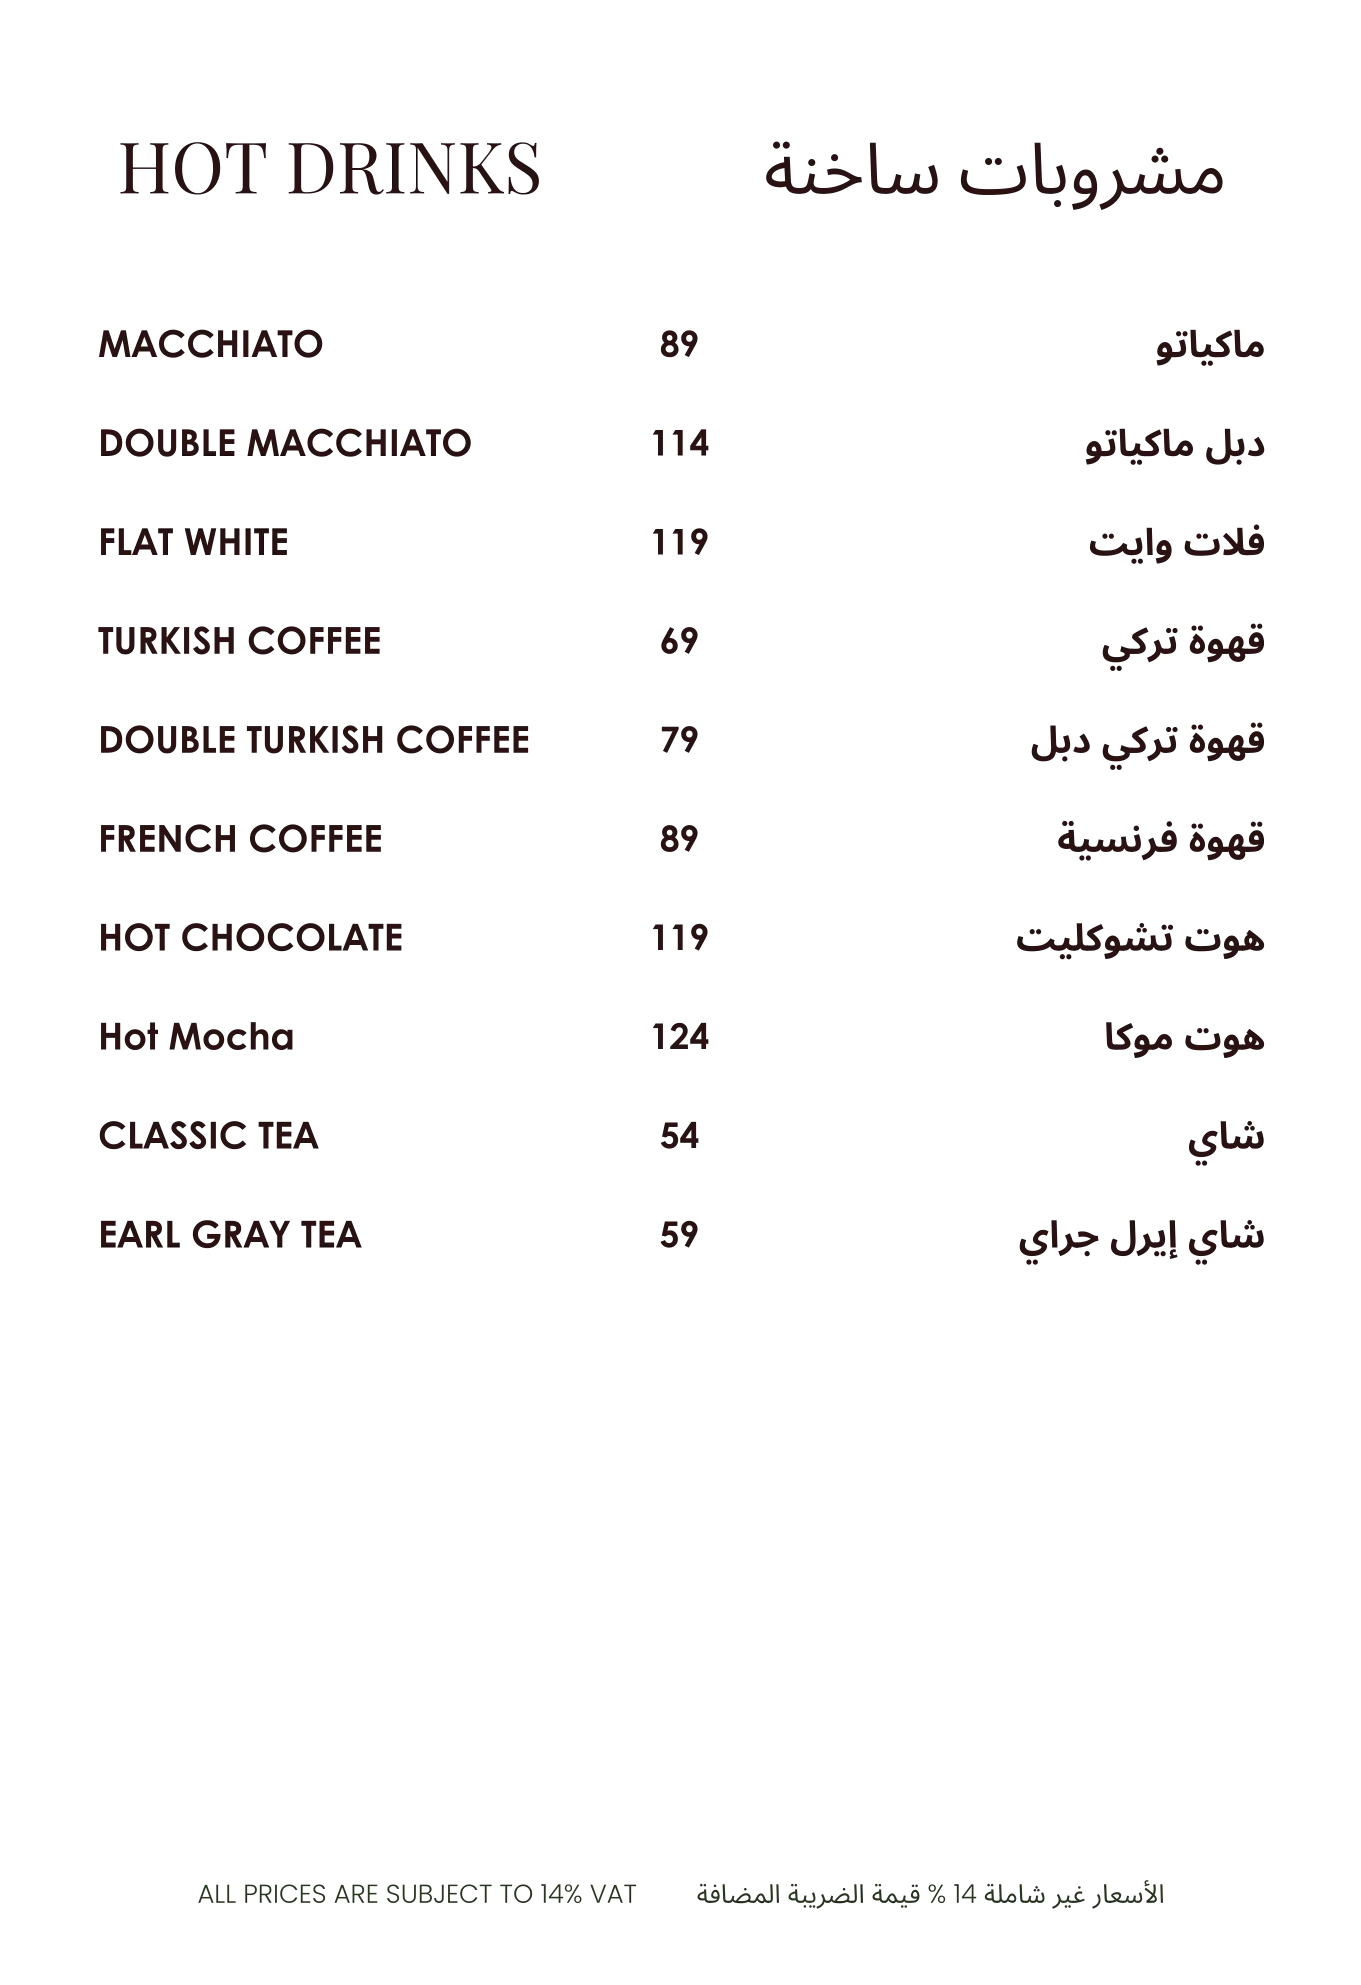 HOT DRINKS مشروبات ساخنة
MACCHIATO 89 ماكياتو
DOUBLE MACCHIATO 114 دبل ماكياتو
FLAT WHITE 119 فلات وايت
TURKISH COFFEE 69 قهوة تركي
DOUBLE TURKISH COFFEE 79 قهوة تركي دبل
FRENCH COFFEE 89 قهوة فرنسية
HOT CHOCOLATE 119 هوت تشوكليت
Hot Mocha 124 هوت موكا
CLASSIC TEA 54 شاي
EARL GRAY TEA 59 شاي إيرل جراي
ALL PRICES ARE SUBJECT TO 14% VAT الأسعار غير شاملة 14 % قيمة الضريبة المضافة